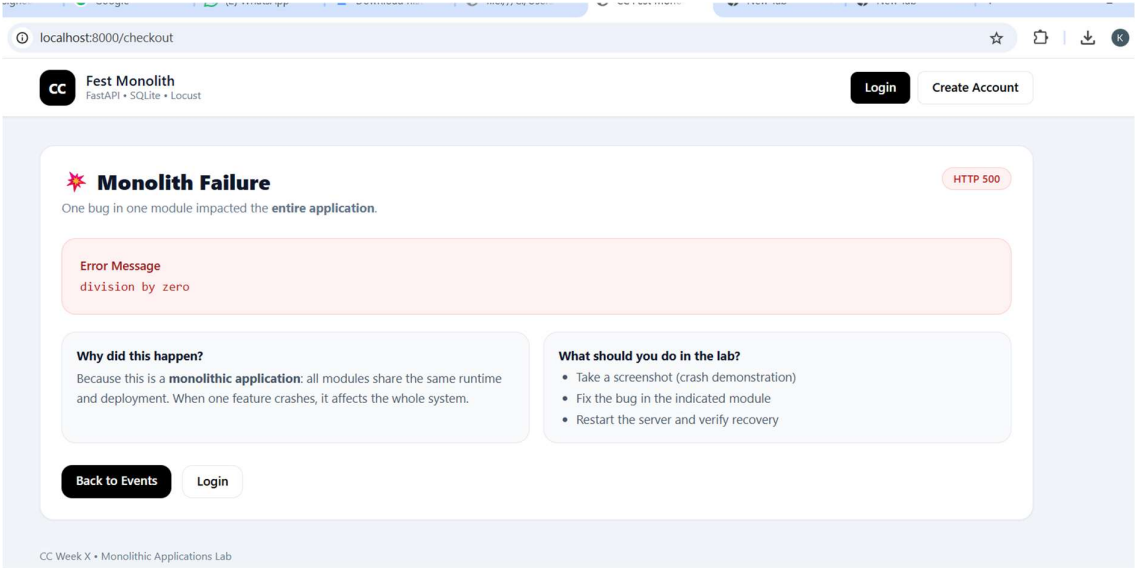 localhost:8000/checkout
K
CC
Fest Monolith
FastAPI • SQLite • Locust
Login
Create Account
Monolith Failure
HTTP 500
One bug in one module impacted the entire application.
Error Message
division by zero
Why did this happen?
Because this is a monolithic application: all modules share the same runtime
and deployment. When one feature crashes, it affects the whole system.
What should you do in the lab?
• Take a screenshot (crash demonstration)
• Fix the bug in the indicated module
• Restart the server and verify recovery
Back to Events
Login
CC Week X • Monolithic Applications Lab